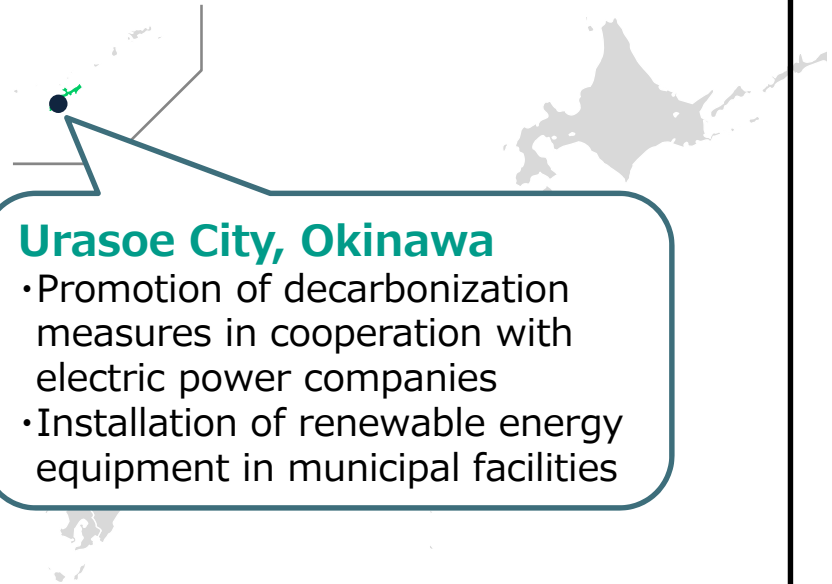 Urasoe City, Okinawa
・Promotion of decarbonization
measures in cooperation with
electric power companies
・Installation of renewable energy
equipment in municipal facilities